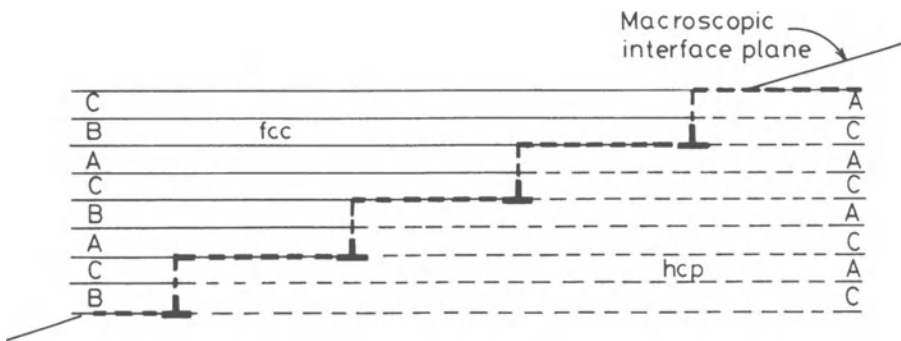 Macroscopic
interface plane
C A
B fcc C
A A
C C
B A
A C
C hcp A
B C